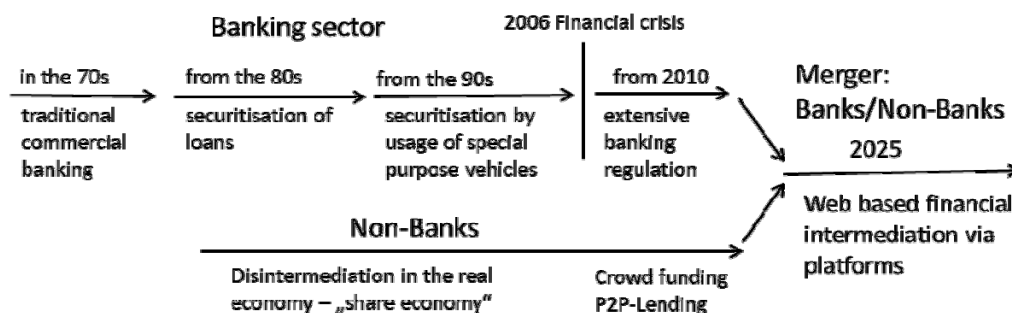 Banking sector
2006 Financial crisis
in the 70s
traditional
commercial
banking
from the 80s
securitisation of
loans
from the 90s
securitisation by
usage of special
purpose vehicles
from 2010
extensive
banking
regulation
Merger:
Banks/Non-Banks
2025
Web based financial
intermediation via
platforms
Non-Banks
Disintermediation in the real
economy – „share economy“
Crowd funding
P2P-Lending